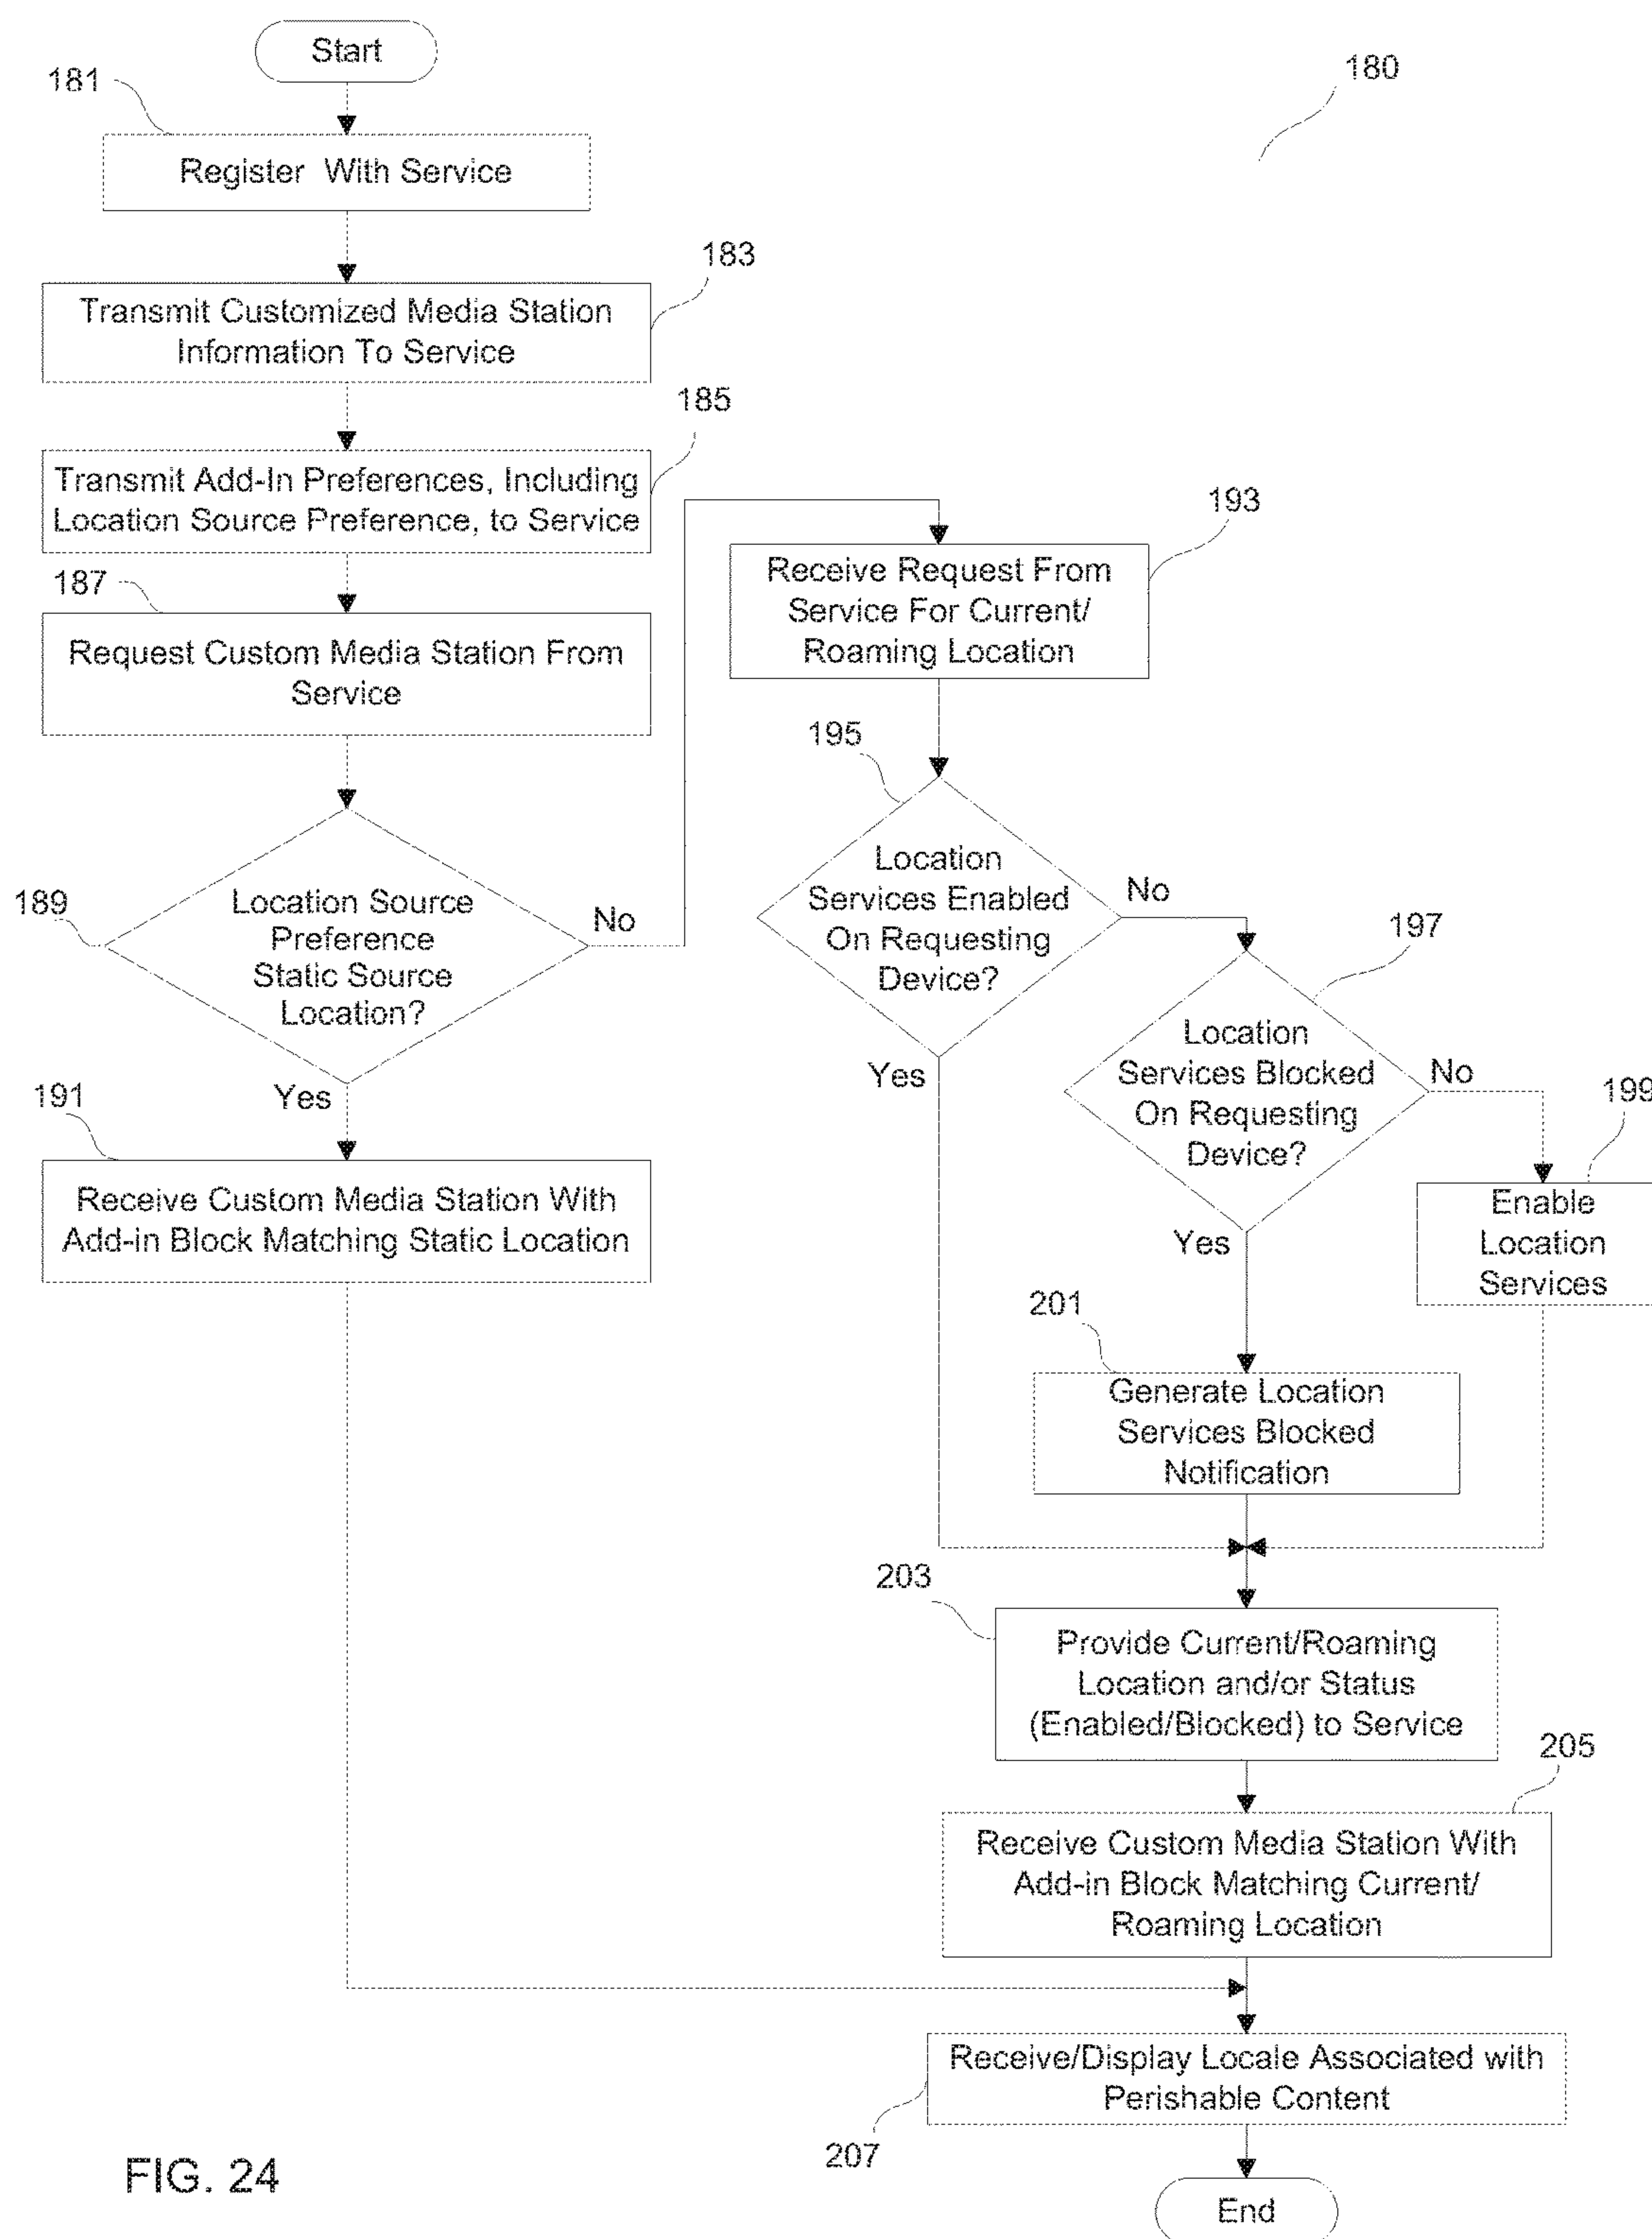 Start
181
180
Register With Service
183
Transmit Customized Media Station
Information To Service
185
Transmit Add-In Preferences, Including
Location Source Preference, to Service
187
Request Custom Media Station From
Service
189
Location Source
Preference
Static Source
Location?
No
Yes
191
Receive Custom Media Station With
Add-in Block Matching Static Location
193
Receive Request From
Service For Current/
Roaming Location
195
Location
Services Enabled
On Requesting
Device?
No
Yes
197
Location
Services Blocked
On Requesting
Device?
No
Yes
199
Enable
Location
Services
201
Generate Location
Services Blocked
Notification
203
Provide Current/Roaming
Location and/or Status
(Enabled/Blocked) to Service
205
Receive Custom Media Station With
Add-in Block Matching Current/
Roaming Location
Receive/Display Locale Associated with
Perishable Content
207
End
FIG. 24